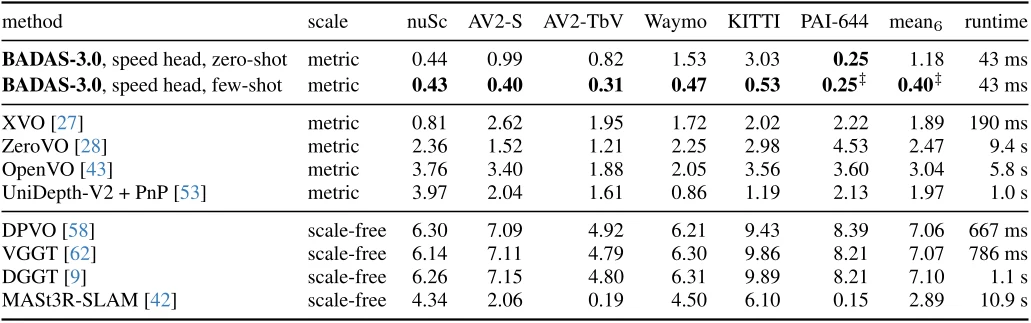 method scale nuSc AV2-S AV2-TbV Waymo KITTI PAI-644 mean₆ runtime
BADAS-3.0, speed head, zero-shot metric 0.44 0.99 0.82 1.53 3.03 0.25 1.18 43 ms
BADAS-3.0, speed head, few-shot metric 0.43 0.40 0.31 0.47 0.53 0.25‡ 0.40‡ 43 ms
XVO [27] metric 0.81 2.62 1.95 1.72 2.02 2.22 1.89 190 ms
ZeroVO [28] metric 2.36 1.52 1.21 2.25 2.98 4.53 2.47 9.4 s
OpenVO [43] metric 3.76 3.40 1.88 2.05 3.56 3.60 3.04 5.8 s
UniDepth-V2 + PnP [53] metric 3.97 2.04 1.61 0.86 1.19 2.13 1.97 1.0 s
DPVO [58] scale-free 6.30 7.09 4.92 6.21 9.43 8.39 7.06 667 ms
VGGT [62] scale-free 6.14 7.11 4.79 6.30 9.86 8.21 7.07 786 ms
DGGT [9] scale-free 6.26 7.15 4.80 6.31 9.89 8.21 7.10 1.1 s
MASt3R-SLAM [42] scale-free 4.34 2.06 0.19 4.50 6.10 0.15 2.89 10.9 s